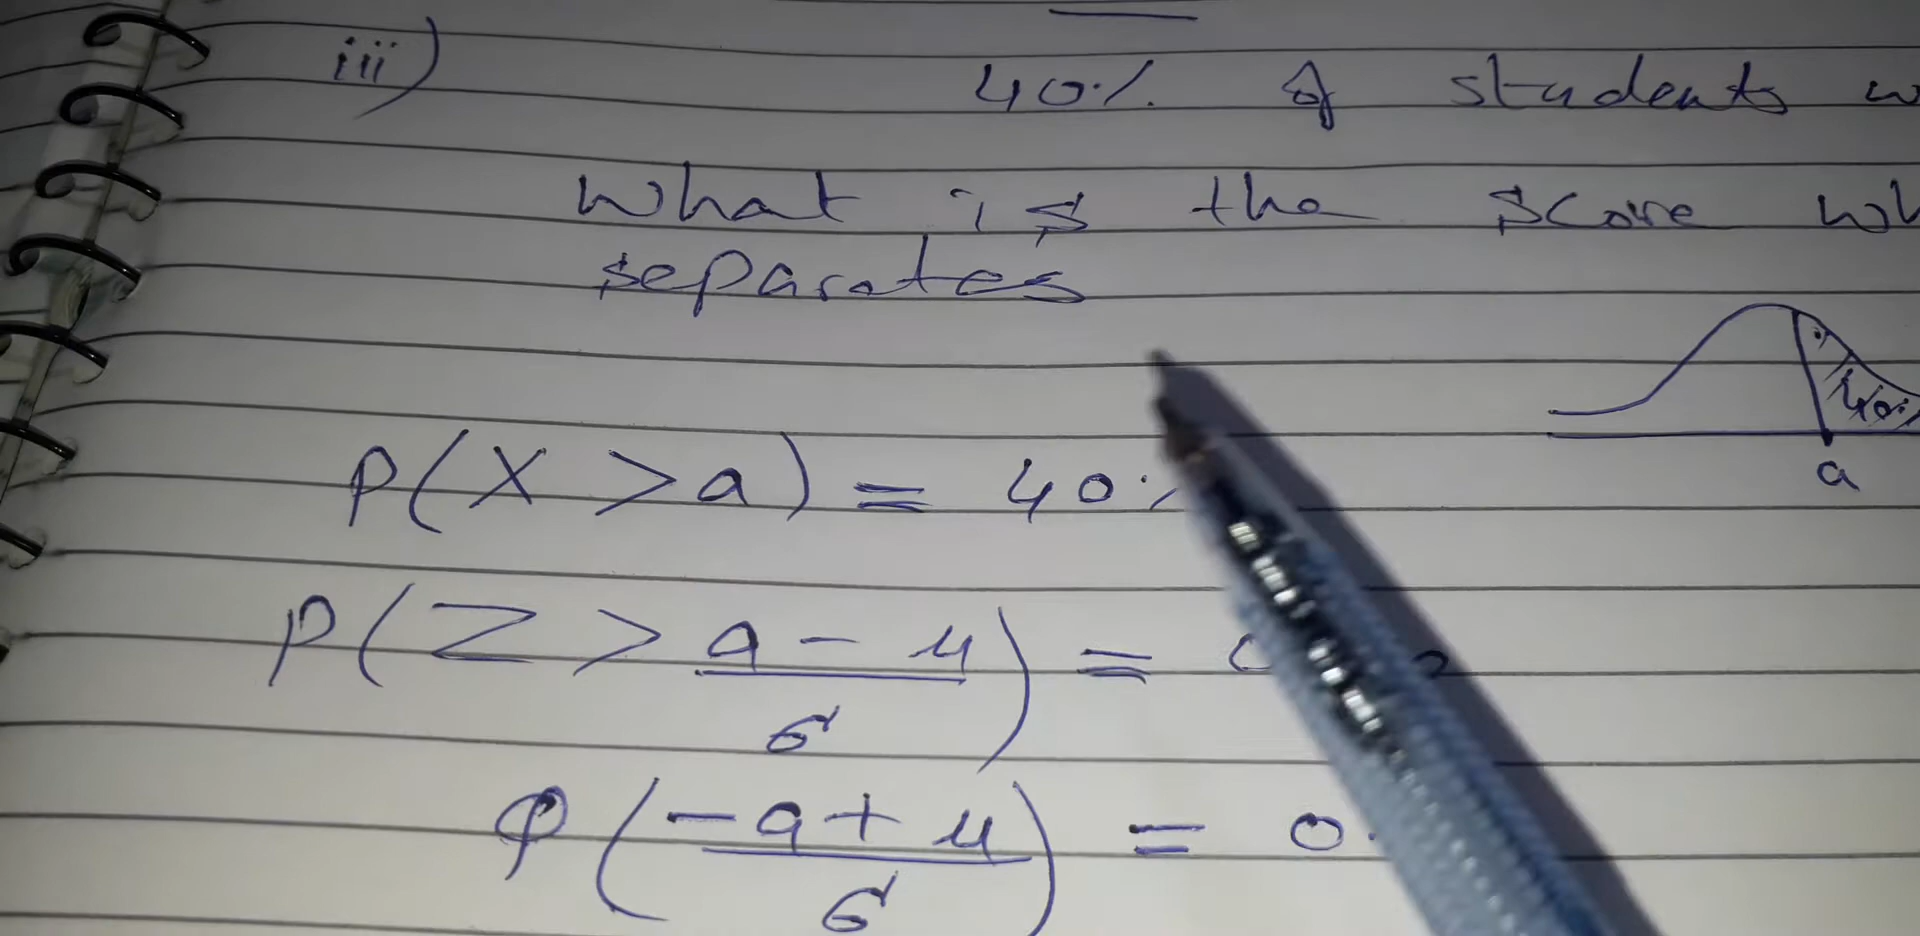 iii) 40% of students
What is the score
separates
40%
a
P(X > a) = 40%
P(Z > (a - μ)/σ) =
φ((-a + μ)/σ) = 0.